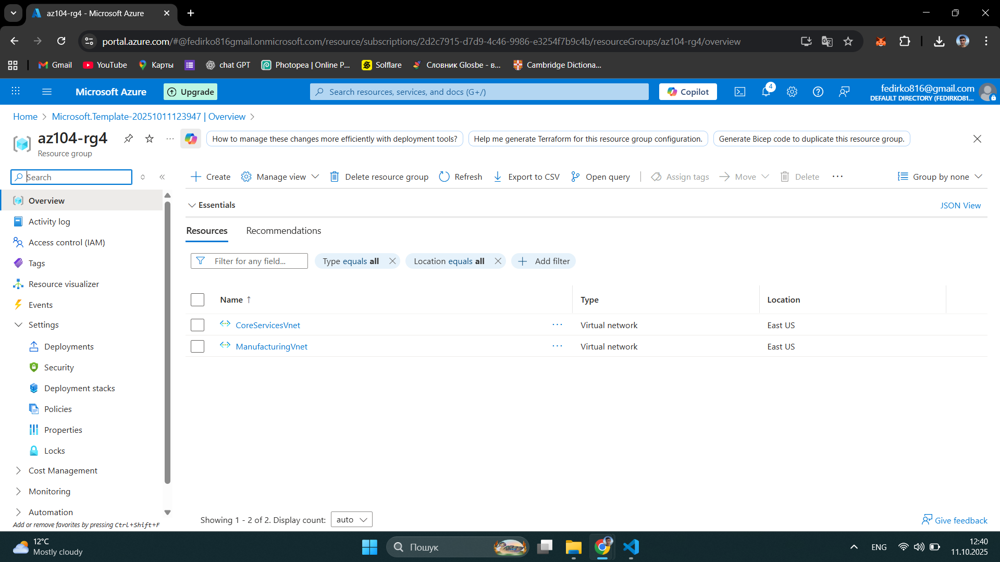 az104-rg4 - Microsoft Azure
portal.azure.com/#@fedirko816gmail.onmicrosoft.com/resource/subscriptions/2d2c7915-d7d9-4c46-9986-e3254f7b9c4b/resourceGroups/az104-rg4/overview
Gmail YouTube Карты chat GPT Photopea | Online P... Solflare Словник Glosbe - в... Cambridge Dictiona...
Microsoft Azure Upgrade Search resources, services, and docs (G+/) Copilot 4 fedirko816@gmail.com
DEFAULT DIRECTORY (FEDIRKO81...
Home > Microsoft.Template-20251011123947 | Overview >
az104-rg4
Resource group
How to manage these changes more efficiently with deployment tools? Help me generate Terraform for this resource group configuration. Generate Bicep code to duplicate this resource group.
Search
Create Manage view Delete resource group Refresh Export to CSV Open query Assign tags Move Delete Group by none
Overview
Activity log
Access control (IAM)
Tags
Resource visualizer
Events
Settings
Deployments
Security
Deployment stacks
Policies
Properties
Locks
Cost Management
Monitoring
Automation
Add or remove favorites by pressing Ctrl+Shift+F
Essentials JSON View
Resources Recommendations
Filter for any field... Type equals all Location equals all Add filter
Name ↑ Type Location
CoreServicesVnet Virtual network East US
ManufacturingVnet Virtual network East US
Showing 1 - 2 of 2. Display count: auto
Give feedback
12°C
Mostly cloudy
Пошук
ENG
12:40
11.10.2025